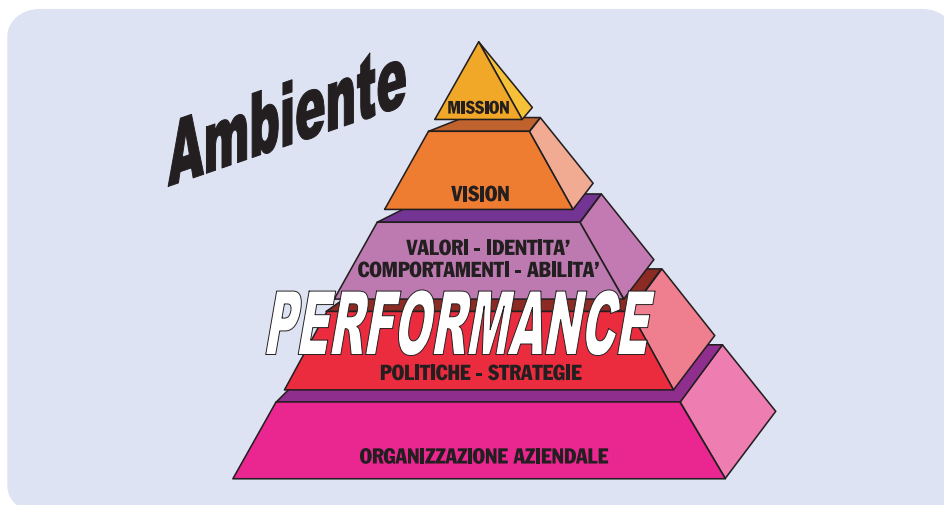 Ambiente
MISSION
VISION
VALORI - IDENTITA’
COMPORTAMENTI - ABILITA’
PERFORMANCE
POLITICHE - STRATEGIE
ORGANIZZAZIONE AZIENDALE